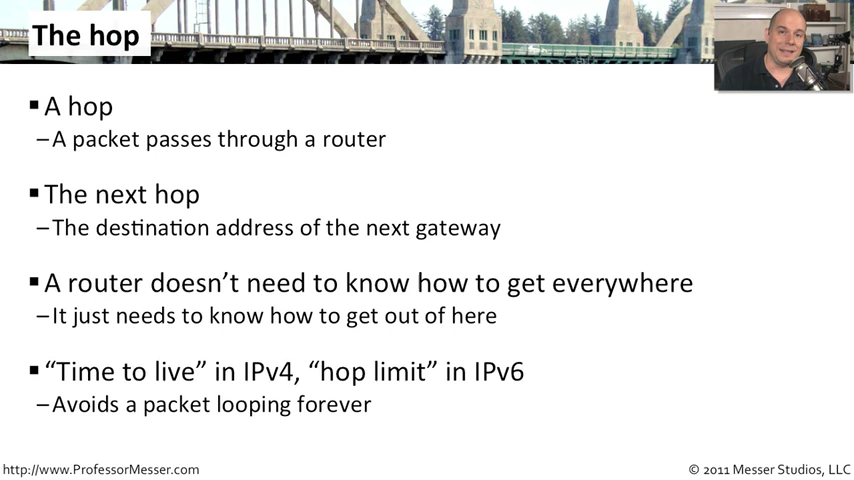 The hop
▪ A hop
– A packet passes through a router
▪ The next hop
– The destination address of the next gateway
▪ A router doesn’t need to know how to get everywhere
– It just needs to know how to get out of here
▪ “Time to live” in IPv4, “hop limit” in IPv6
– Avoids a packet looping forever
http://www.ProfessorMesser.com
© 2011 Messer Studios, LLC